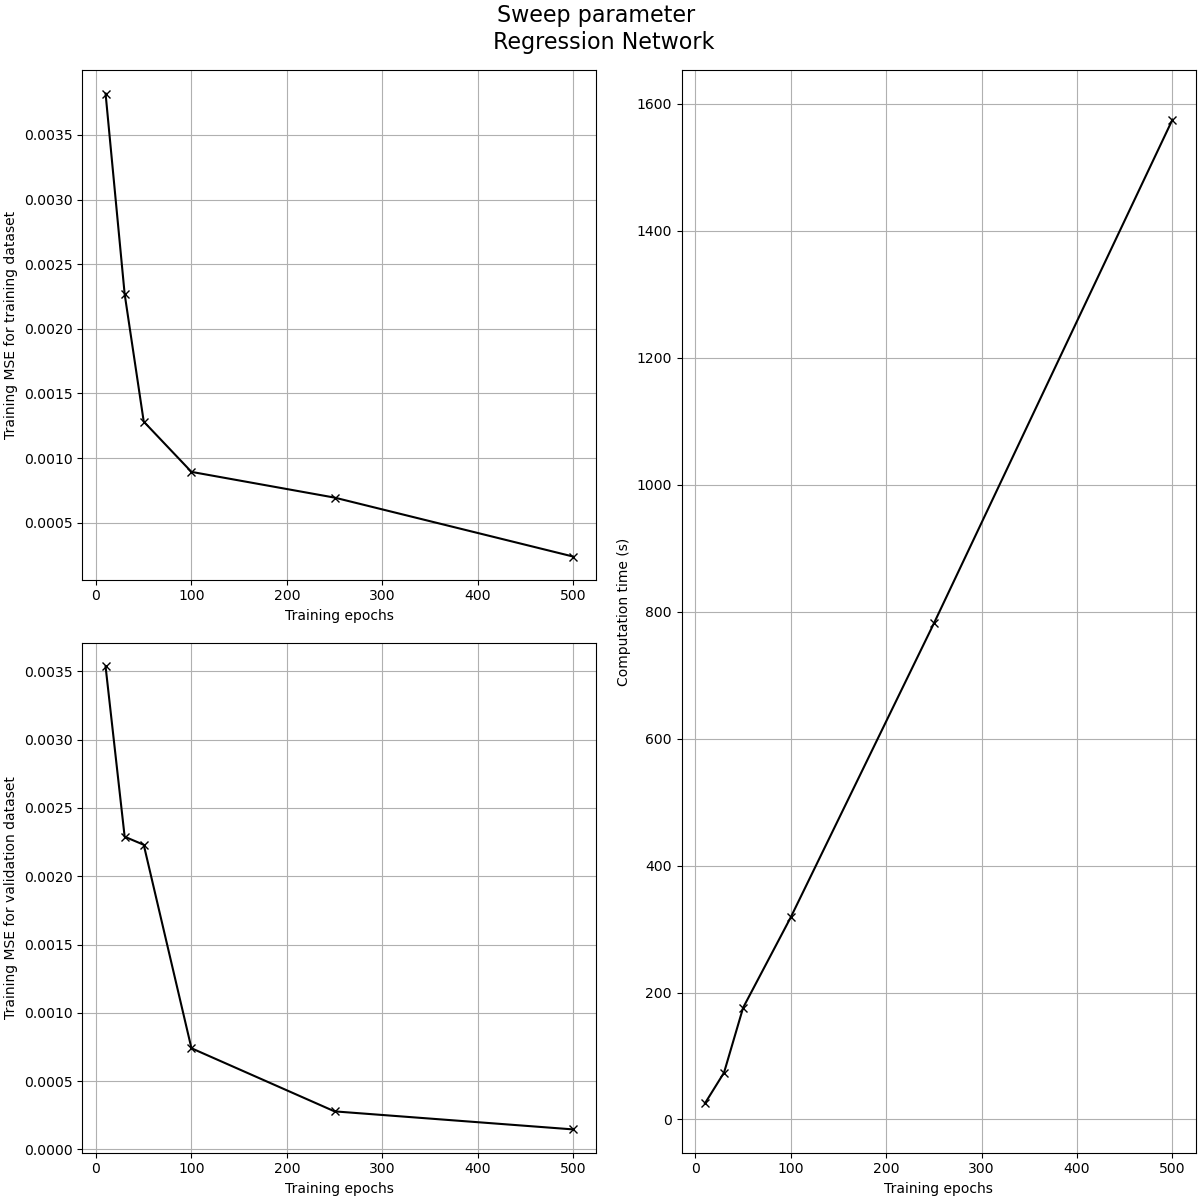 Sweep parameter
Regression Network
Training MSE for training dataset
0.0035
0.0030
0.0025
0.0020
0.0015
0.0010
0.0005
0 100 200 300 400 500
Training epochs
Training MSE for validation dataset
0.0035
0.0030
0.0025
0.0020
0.0015
0.0010
0.0005
0.0000
0 100 200 300 400 500
Training epochs
Computation time (s)
1600
1400
1200
1000
800
600
400
200
0
0 100 200 300 400 500
Training epochs